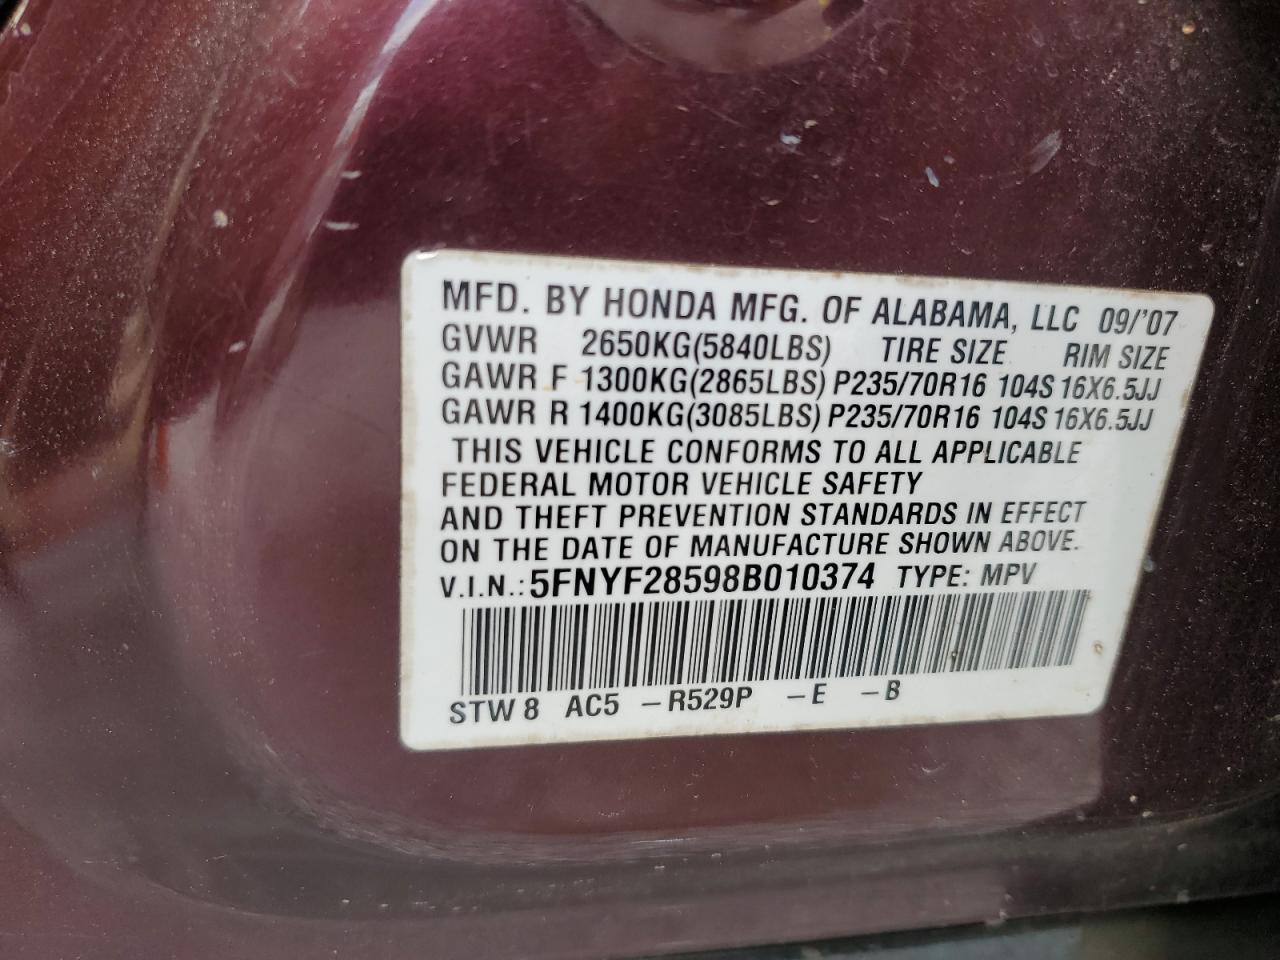 MFD. BY HONDA MFG. OF ALABAMA, LLC 09/'07
GVWR 2650KG(5840LBS) TIRE SIZE RIM SIZE
GAWR F 1300KG(2865LBS) P235/70R16 104S 16X6.5JJ
GAWR R 1400KG(3085LBS) P235/70R16 104S 16X6.5JJ
THIS VEHICLE CONFORMS TO ALL APPLICABLE
FEDERAL MOTOR VEHICLE SAFETY
AND THEFT PREVENTION STANDARDS IN EFFECT
ON THE DATE OF MANUFACTURE SHOWN ABOVE.
V.I.N.: 5FNYF28598B010374 TYPE: MPV
STW 8 AC5 – R529P – E – B